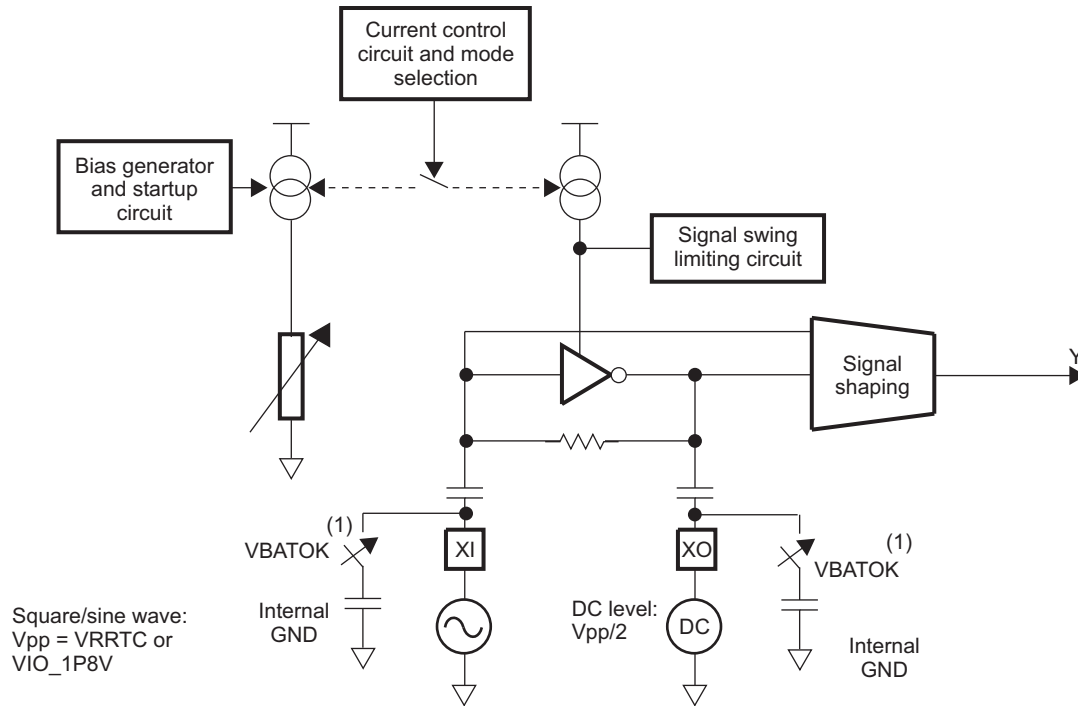 Current control
circuit and mode
selection
Bias generator
and startup
circuit
Signal swing
limiting circuit
Signal
shaping
Y
(1)
VBATOK
XI
XO
(1)
VBATOK
Square/sine wave:
Vpp = VRRTC or
VIO_1P8V
Internal
GND
DC level:
Vpp/2
DC
Internal
GND